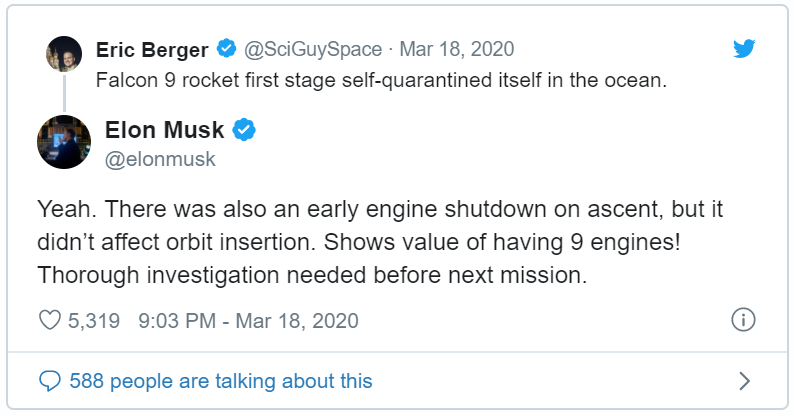 Eric Berger @SciGuySpace · Mar 18, 2020
Falcon 9 rocket first stage self-quarantined itself in the ocean.
Elon Musk
@elonmusk
Yeah. There was also an early engine shutdown on ascent, but it
didn’t affect orbit insertion. Shows value of having 9 engines!
Thorough investigation needed before next mission.
5,319 9:03 PM - Mar 18, 2020
588 people are talking about this